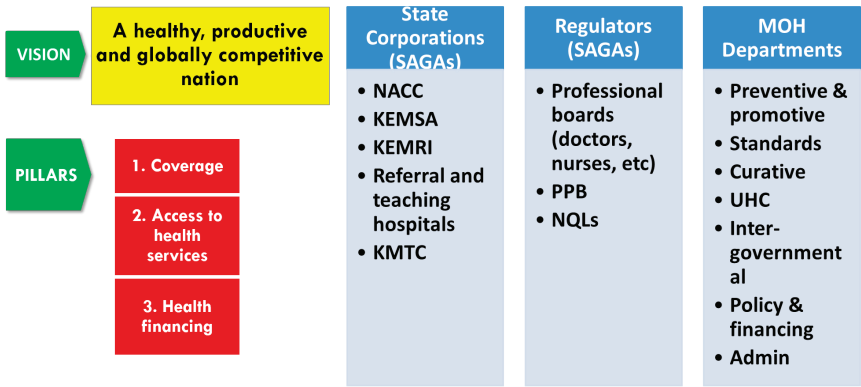 VISION
A healthy, productive
and globally competitive
nation
PILLARS
1. Coverage
2. Access to
health
services
3. Health
financing
State
Corporations
(SAGAs)
• NACC
• KEMSA
• KEMRI
• Referral and
teaching
hospitals
• KMTC
Regulators
(SAGAs)
• Professional
boards
(doctors,
nurses, etc)
• PPB
• NQLs
MOH
Departments
• Preventive &
promotive
• Standards
• Curative
• UHC
• Inter-
government
al
• Policy &
financing
• Admin